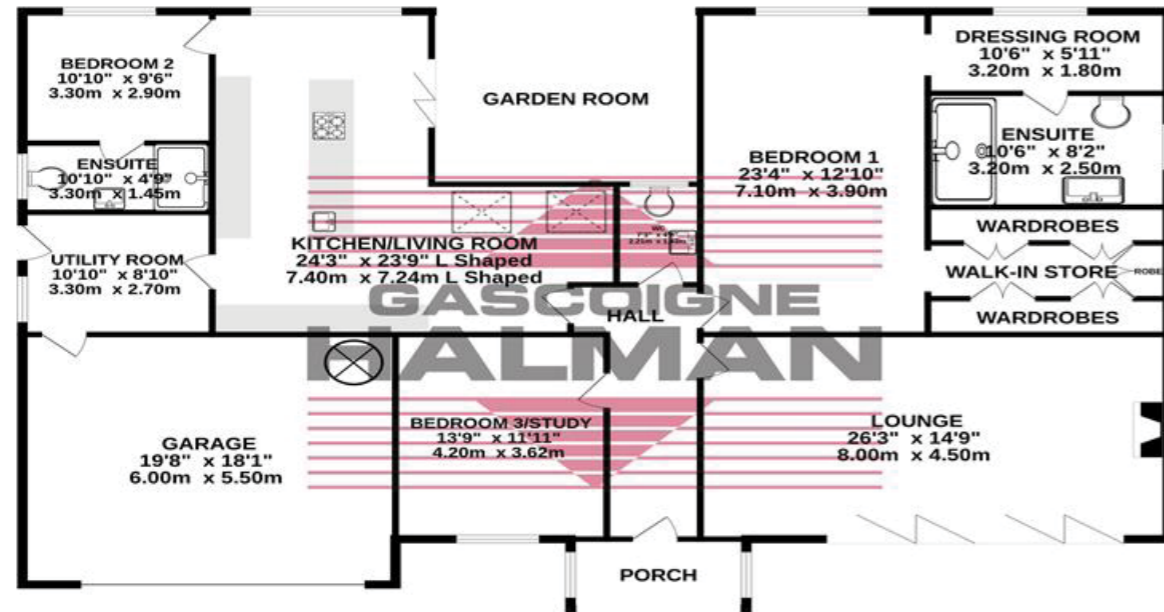 BEDROOM 2
10'10" x 9'6"
3.30m x 2.90m
DRESSING ROOM
10'6" x 5'11"
3.20m x 1.80m
GARDEN ROOM
ENSUITE
10'10" x 4'9"
3.30m x 1.45m
BEDROOM 1
23'4" x 12'10"
7.10m x 3.90m
ENSUITE
10'6" x 8'2"
3.20m x 2.50m
WC
WARDROBES
KITCHEN/LIVING ROOM
24'3" x 23'9" L Shaped
7.40m x 7.24m L Shaped
UTILITY ROOM
10'10" x 8'10"
3.30m x 2.70m
WALK-IN STORE
ROBE
WARDROBES
HALL
GASCOIGNE
HALMAN
GARAGE
19'8" x 18'1"
6.00m x 5.50m
BEDROOM 3/STUDY
13'9" x 11'11"
4.20m x 3.62m
LOUNGE
26'3" x 14'9"
8.00m x 4.50m
PORCH